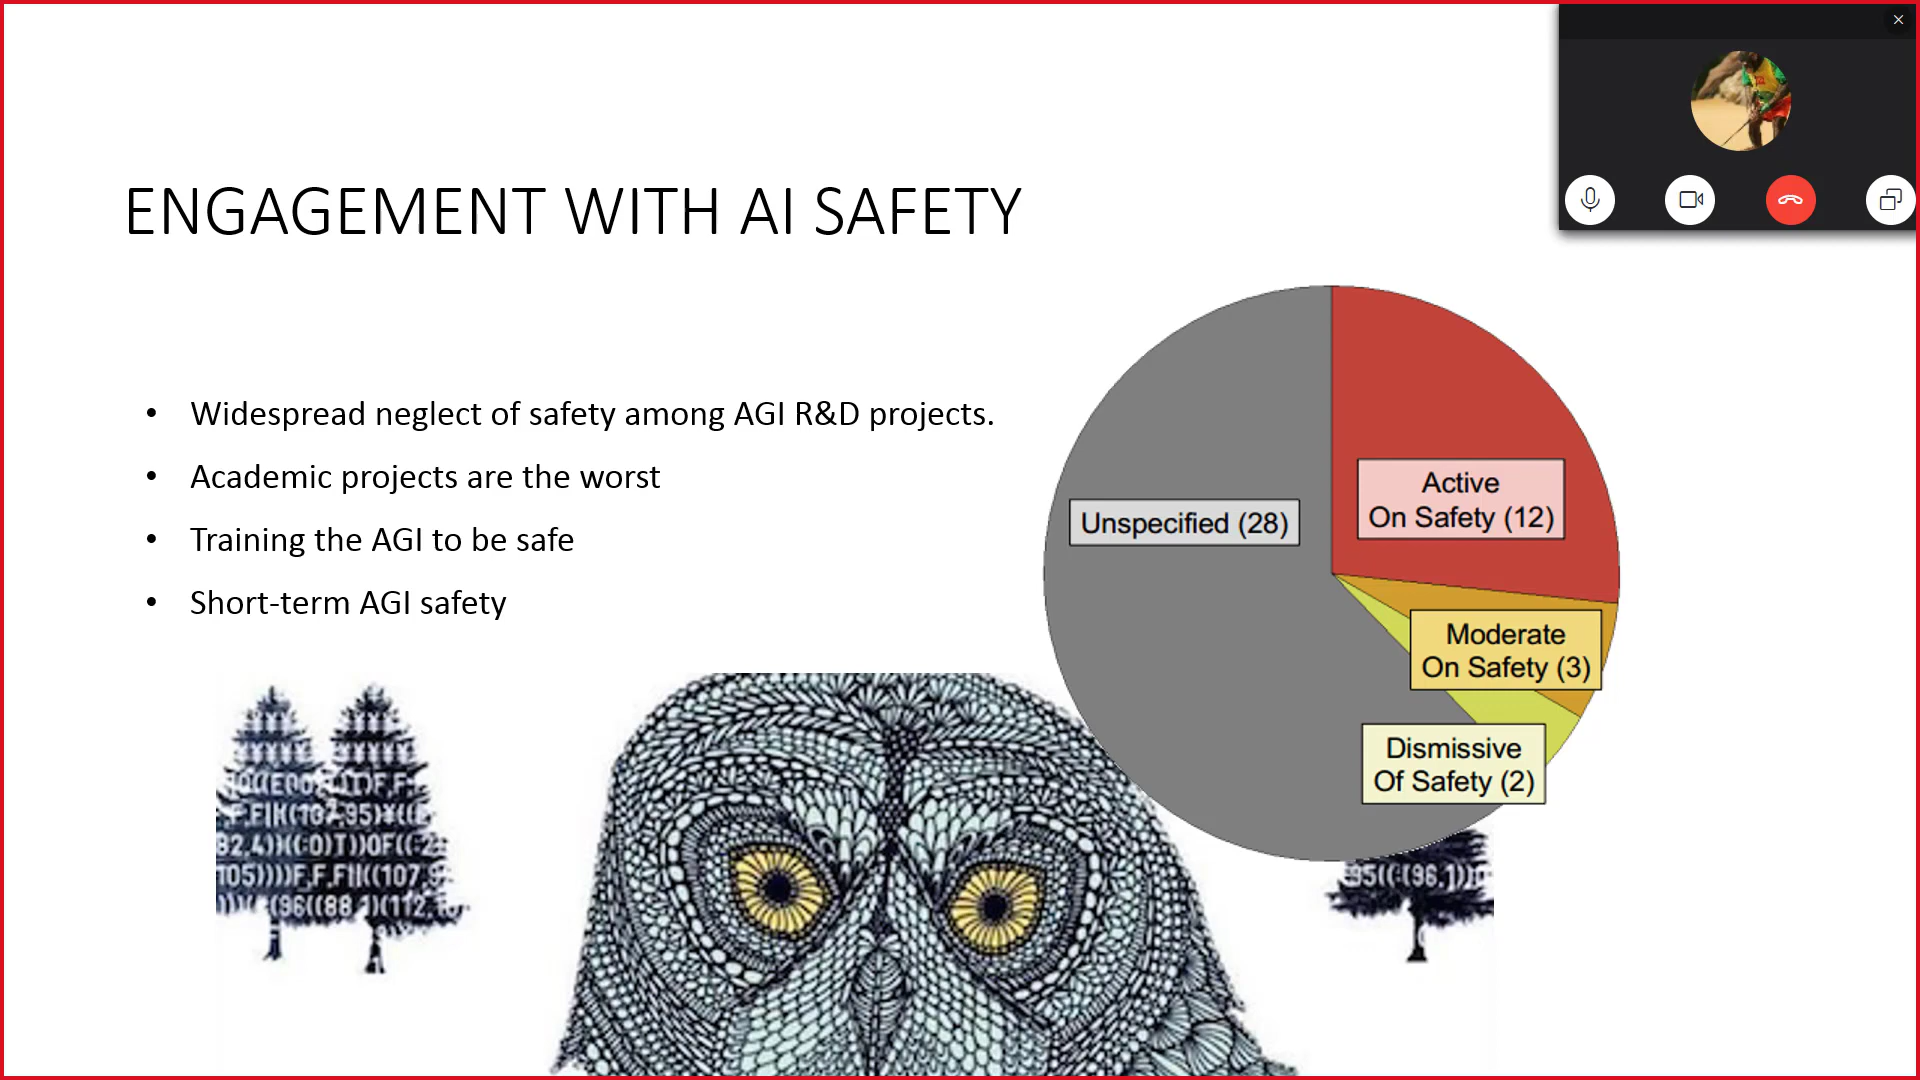 ENGAGEMENT WITH AI SAFETY
• Widespread neglect of safety among AGI R&D projects.
• Academic projects are the worst
• Training the AGI to be safe
• Short-term AGI safety
Unspecified (28)
Active
On Safety (12)
Moderate
On Safety (3)
Dismissive
Of Safety (2)